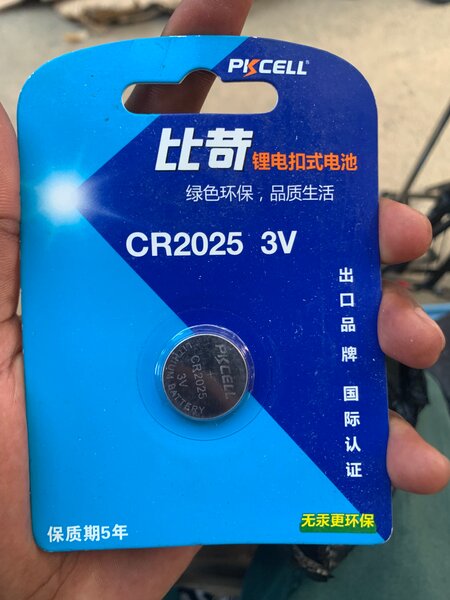 PKCELL
比苛 锂电扣式电池
绿色环保，品质生活
CR2025 3V
出口品牌 国际认证
PKCELL
+
CR2025
3V
LITHIUM BATTERY
保质期5年
无汞更环保